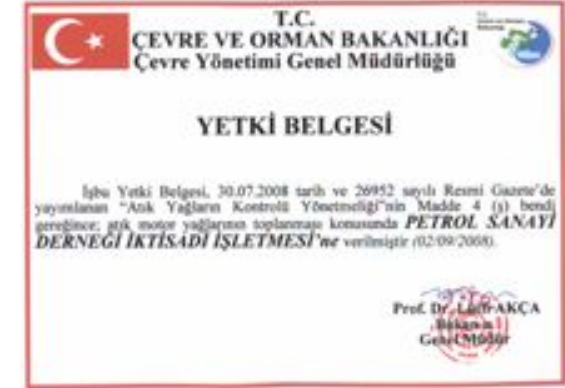 T.C.
ÇEVRE VE ORMAN BAKANLIĞI
Çevre Yönetimi Genel Müdürlüğü
YETKİ BELGESİ
İşbu Yetki Belgesi, 30.07.2008 tarih ve 26952 sayılı Resmi Gazete'de
yayımlanan "Atık Yağların Kontrolü Yönetmeliği"nin Madde 4 (ş) bendi
gereğince; atık motor yağlarının toplanması konusunda PETROL SANAYİ
DERNEĞİ İKTİSADİ İŞLETMESİ'ne verilmiştir (02/09/2008).
Prof. Dr. Lütfi AKÇA
Bakan a.
Genel Müdür